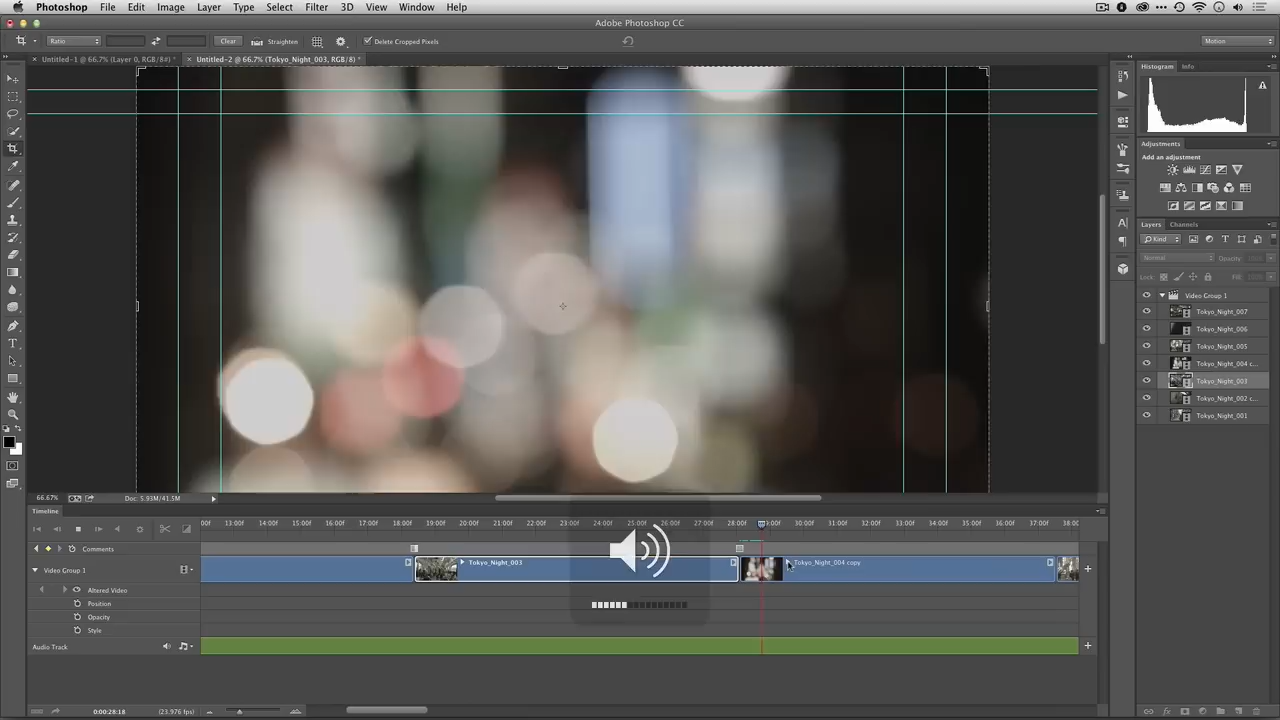 Photoshop File Edit Image Layer Type Select Filter 3D View Window Help
Adobe Photoshop CC
Ratio Clear Straighten Delete Cropped Pixels Motion
Untitled-1 @ 66.7% (Layer 0, RGB/8#) * Untitled-2 @ 66.7% (Tokyo_Night_003, RGB/8) *
Histogram Info
Adjustments
Add an adjustment
Layers Channels
Kind
Normal Opacity:
Lock: Fill:
Video Group 1
Tokyo_Night_007
Tokyo_Night_006
Tokyo_Night_005
Tokyo_Night_004 c...
Tokyo_Night_003
Tokyo_Night_002 c...
Tokyo_Night_001
66.67% Doc: 5.93M/41.5M
Timeline
00f 13:00f 14:00f 15:00f 16:00f 17:00f 18:00f 19:00f 20:00f 21:00f 22:00f 23:00f 24:00f 25:00f 26:00f 27:00f 28:00f 29:00f 30:00f 31:00f 32:00f 33:00f 34:00f 35:00f 36:00f 37:00f 38:0
Comments
Video Group 1 Tokyo_Night_003 Tokyo_Night_004 copy
Altered Video
Position
Opacity
Style
Audio Track
0:00:28:18 (23.976 fps)